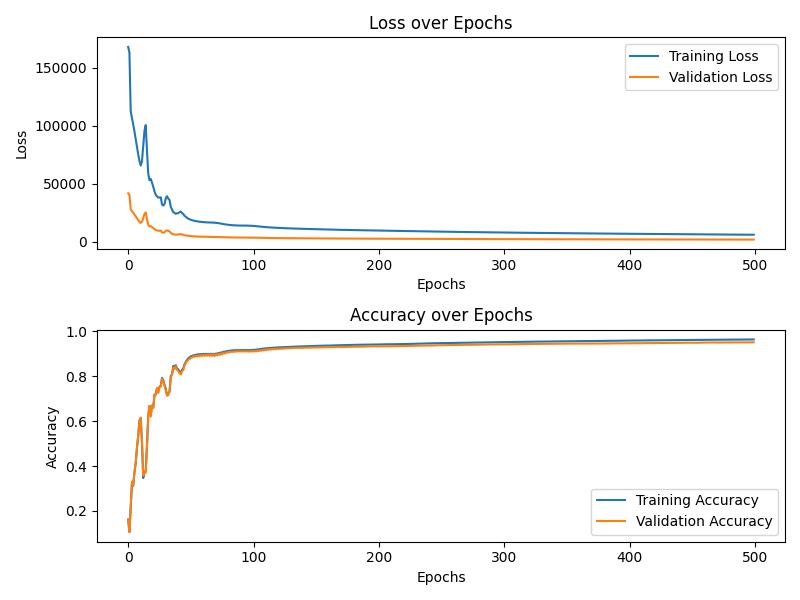 Loss over Epochs
150000
100000
50000
0
Loss
Training Loss
Validation Loss
0 100 200 300 400 500
Epochs
Accuracy over Epochs
1.0
0.8
0.6
0.4
0.2
Accuracy
Training Accuracy
Validation Accuracy
0 100 200 300 400 500
Epochs